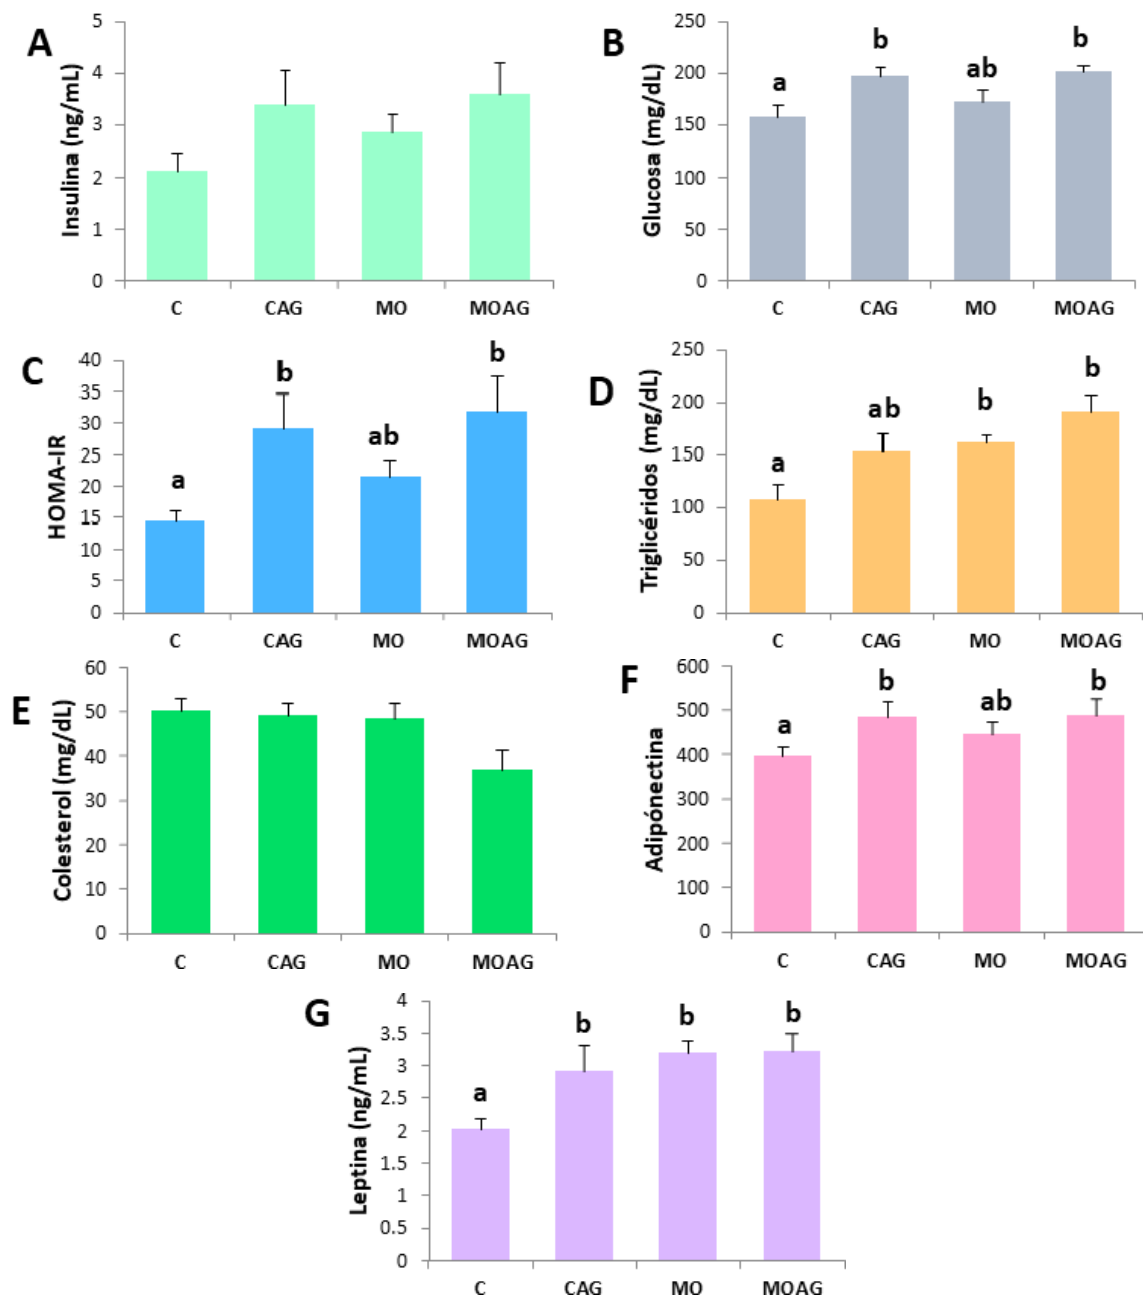 A
Insulina (ng/mL)
5
4
3
2
1
0
C CAG MO MOAG
B
Glucosa (mg/dL)
250
200
150
100
50
0
a b ab b
C CAG MO MOAG
C
HOMA-IR
40
35
30
25
20
15
10
5
0
a b ab b
C CAG MO MOAG
D
Triglicéridos (mg/dL)
250
200
150
100
50
0
a ab b b
C CAG MO MOAG
E
Colesterol (mg/dL)
60
50
40
30
20
10
0
C CAG MO MOAG
F
Adipónectina
600
500
400
300
200
100
0
a b ab b
C CAG MO MOAG
G
Leptina (ng/mL)
4
3.5
3
2.5
2
1.5
1
0.5
0
a b b b
C CAG MO MOAG